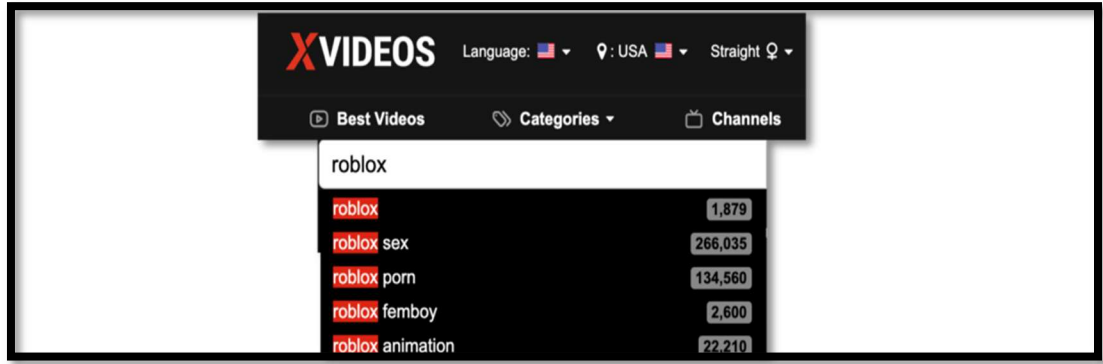 XVIDEOS Language: : USA Straight
Best Videos Categories Channels
roblox
roblox 1,879
roblox sex 266,035
roblox porn 134,560
roblox femboy 2,600
roblox animation 22,210